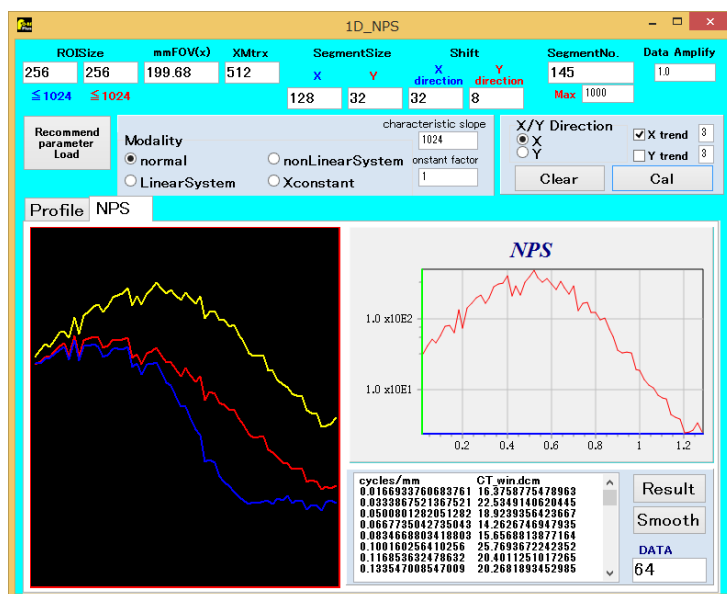 1D_NPS
ROISize mmFOV(x) XMtrx SegmentSize Shift SegmentNo. Data Amplify
X Y X direction Y direction
256 256 199.68 512 145 1.0
≦1024 ≦1024 128 32 32 8 Max 1000
Recommend parameter Load
Modality
characteristic slope
1024
normal nonLinearSystem onstant factor
LinearSystem Xconstant 1
X/Y Direction
X
Y
X trend 3
Y trend 3
Clear Cal
Profile NPS
NPS
1.0 x10E2
1.0 x10E1
0.2 0.4 0.6 0.8 1.0 1.2
cycles/mm CT_win.dcm
0.0166933760683761 16.3758775478963
0.0333867521367521 22.5349140620445
0.0500801282051282 18.9239356423667
0.0667735042735043 14.2626746947935
0.0834668803418803 15.6568813877164
0.100160256410256 25.7693672242352
0.116853632478632 20.4011251017265
0.133547008547009 20.2681893452985
Result
Smooth
DATA
64